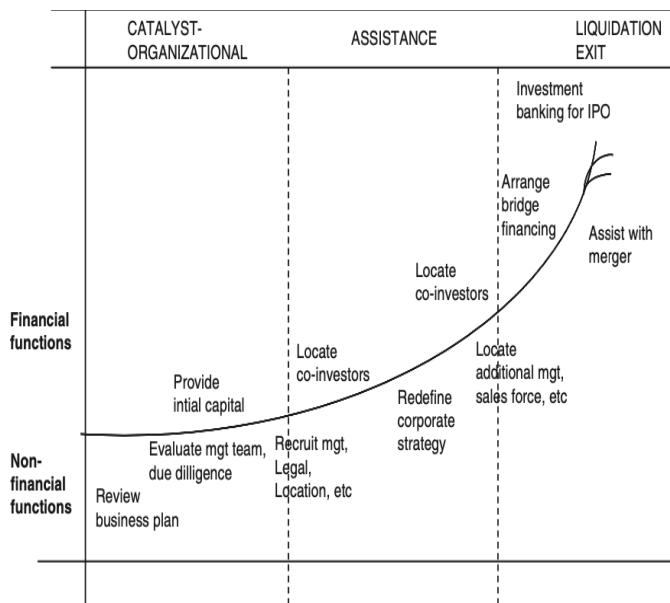 CATALYST-
ORGANIZATIONAL
ASSISTANCE
LIQUIDATION
EXIT
Investment
banking for IPO
Arrange
bridge
financing
Assist with
merger
Locate
co-investors
Financial
functions
Locate
co-investors
Locate
additional mgt,
sales force, etc
Provide
intial capital
Redefine
corporate
strategy
Non-
financial
functions
Evaluate mgt team,
due dilligence
Recruit mgt,
Legal,
Location, etc
Review
business plan